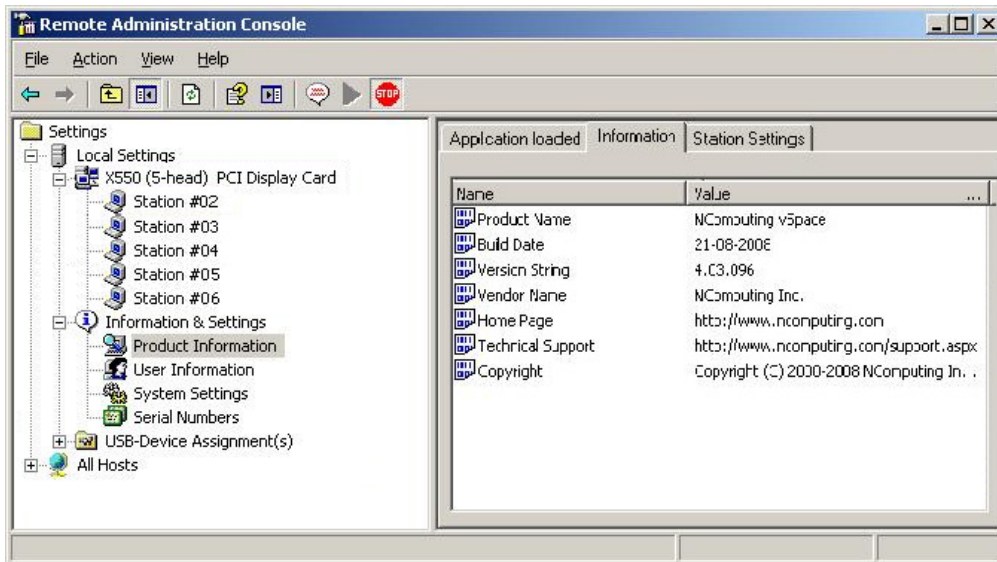 Remote Administration Console
File Action View Help
STOP
Settings
Local Settings
X550 (5-head) PCI Display Card
Station #02
Station #03
Station #04
Station #05
Station #06
Information & Settings
Product Information
User Information
System Settings
Serial Numbers
USB-Device Assignment(s)
All Hosts
Application loaded Information Station Settings
Name Value ...
Product Name NComputing vSpace
Build Date 21-08-2008
Version String 4.03.096
Vendor Name NComputing Inc.
Home Page http://www.ncomputing.com
Technical Support http://www.ncomputing.com/support.aspx
Copyright Copyright (C) 2000-2008 NComputing In...